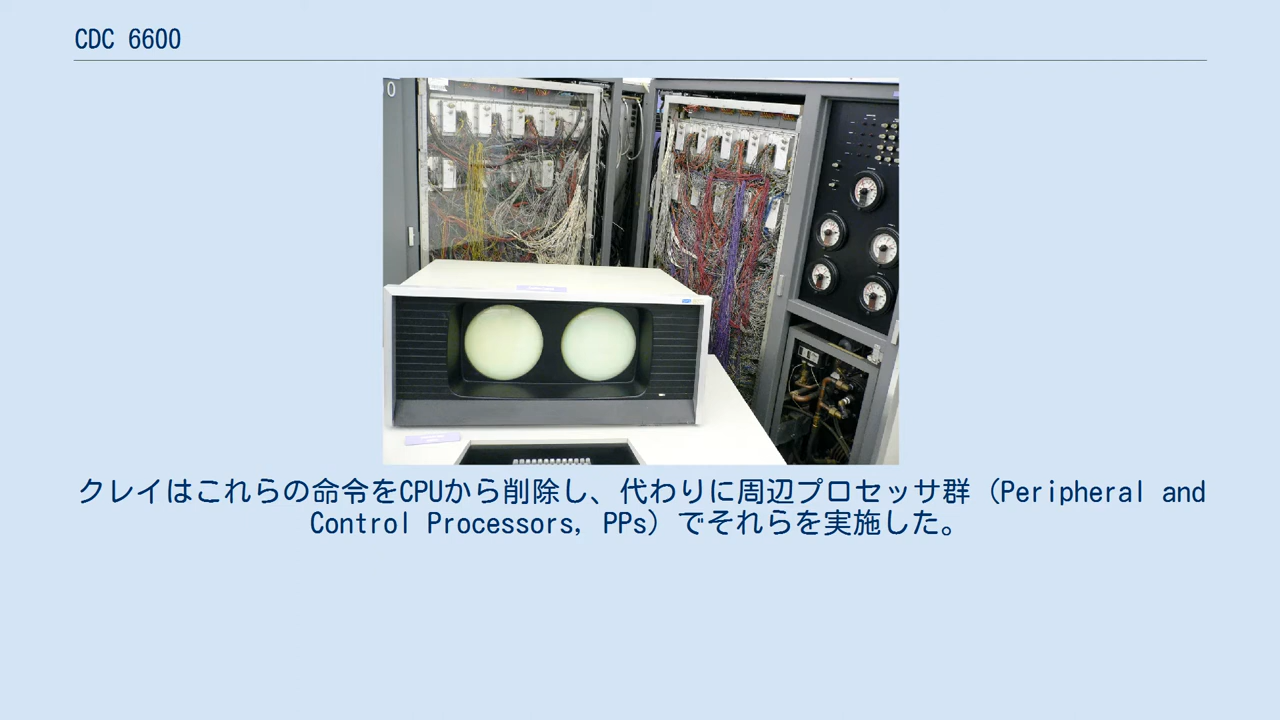 CDC 6600
クレイはこれらの命令をCPUから削除し、代わりに周辺プロセッサ群（Peripheral and
Control Processors, PPs）でそれらを実施した。